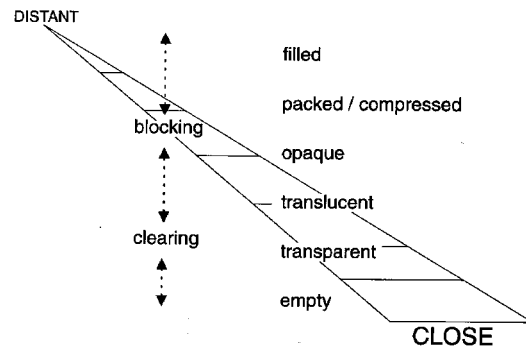 DISTANT
filled
packed / compressed
blocking
opaque
translucent
clearing
transparent
empty
CLOSE